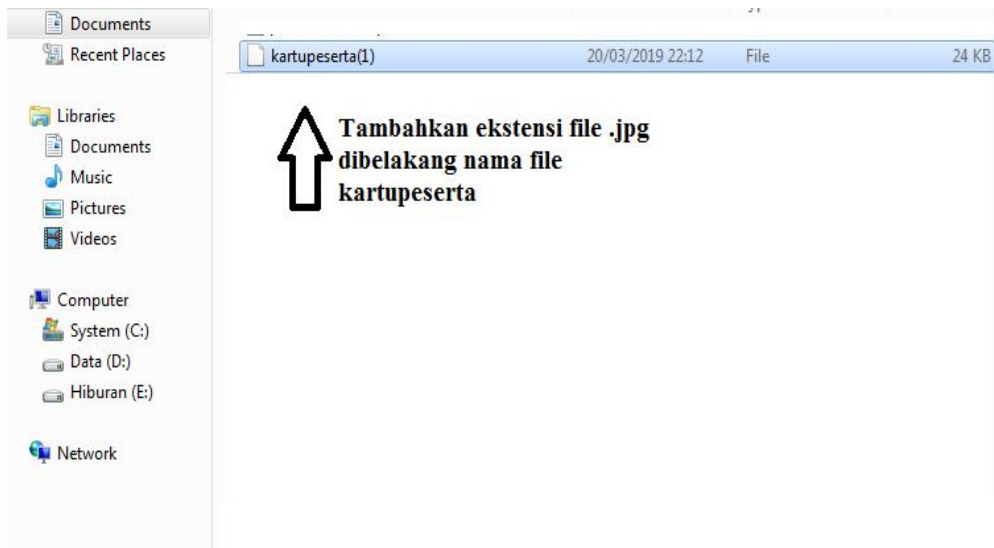 Documents
Recent Places
kartupeserta(1) 20/03/2019 22:12 File 24 KB
Libraries
Documents
Music
Pictures
Videos
Tambahkan ekstensi file .jpg
dibelakang nama file
kartupeserta
Computer
System (C:)
Data (D:)
Hiburan (E:)
Network